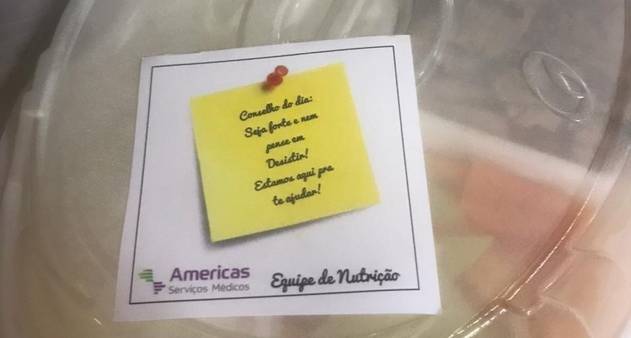 Conselho do dia:
Seja forte e nem
pense em
Desistir!
Estamos aqui pra
te ajudar!
Americas
Serviços Médicos
Equipe de Nutrição